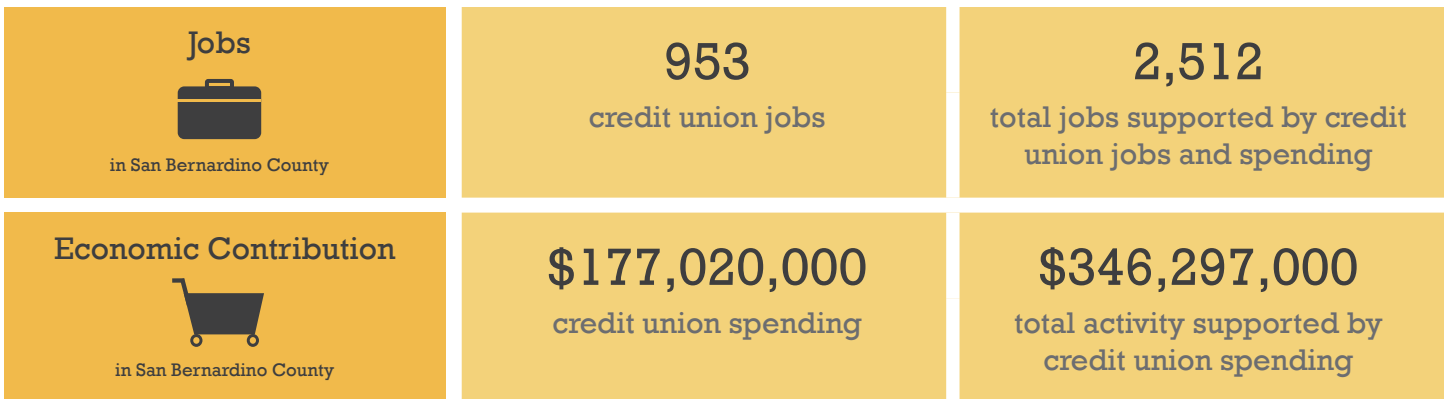 Jobs
in San Bernardino County
953
credit union jobs
2,512
total jobs supported by credit
union jobs and spending
Economic Contribution
in San Bernardino County
$177,020,000
credit union spending
$346,297,000
total activity supported by
credit union spending